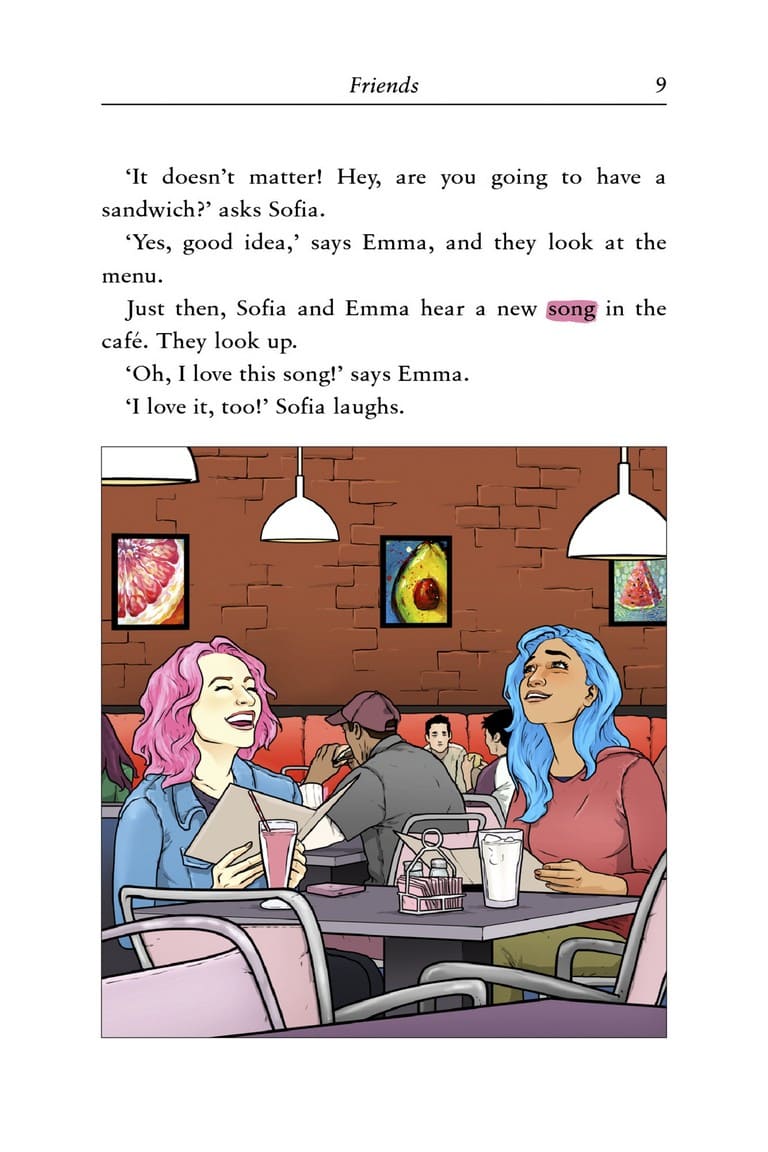 Friends 9
‘It doesn’t matter! Hey, are you going to have a
sandwich?’ asks Sofia.
‘Yes, good idea,’ says Emma, and they look at the
menu.
Just then, Sofia and Emma hear a new song in the
café. They look up.
‘Oh, I love this song!’ says Emma.
‘I love it, too!’ Sofia laughs.